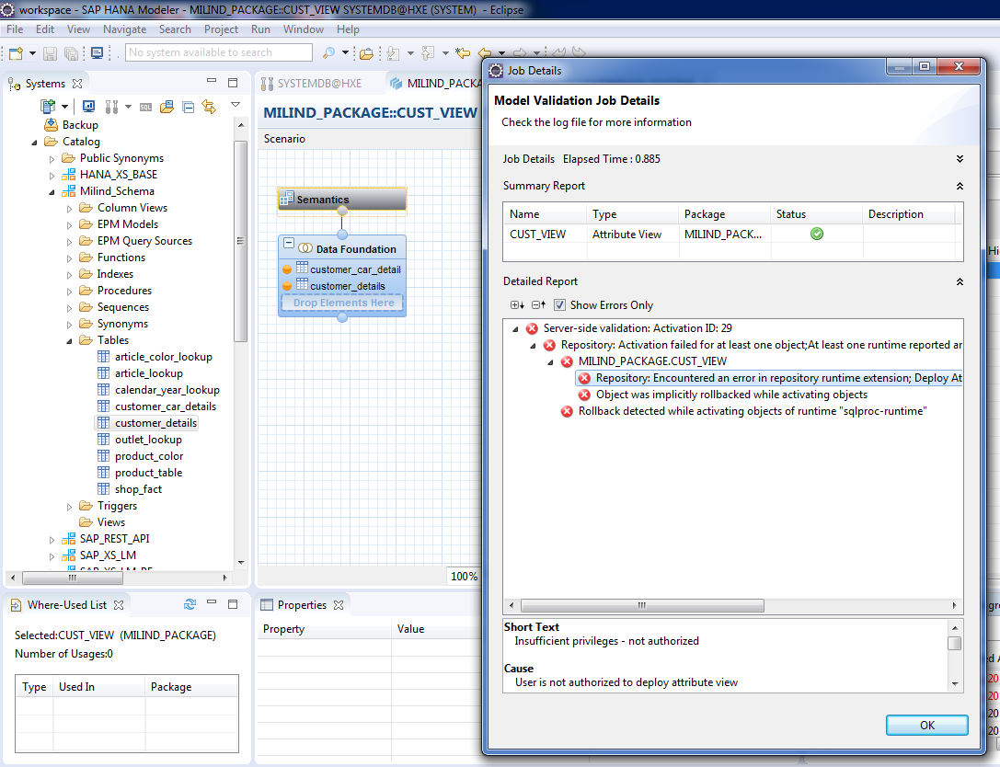 workspace - SAP HANA Modeler - MILIND_PACKAGE::CUST_VIEW SYSTEMDB@HXE (SYSTEM) - Eclipse
File Edit View Navigate Search Project Run Window Help
No system available to search
Systems
SYSTEMDB@HXE
MILIND_PACKA
Backup
Catalog
Public Synonyms
HANA_XS_BASE
Milind_Schema
Column Views
EPM Models
EPM Query Sources
Functions
Indexes
Procedures
Sequences
Synonyms
Tables
article_color_lookup
article_lookup
calendar_year_lookup
customer_car_details
customer_details
outlet_lookup
product_color
product_table
shop_fact
Triggers
Views
SAP_REST_API
SAP_XS_LM
MILIND_PACKAGE::CUST_VIEW
Scenario
Semantics
Data Foundation
customer_car_detail
customer_details
Drop Elements Here
100%
Where-Used List
Selected:CUST_VIEW (MILIND_PACKAGE)
Number of Usages:0
Type Used In Package
Properties
Property Value
Job Details
Model Validation Job Details
Check the log file for more information
Job Details Elapsed Time : 0.885
Summary Report
Name Type Package Status Description
CUST_VIEW Attribute View MILIND_PACK...
Detailed Report
Show Errors Only
Server-side validation: Activation ID: 29
Repository: Activation failed for at least one object;At least one runtime reported ar
MILIND_PACKAGE.CUST_VIEW
Repository: Encountered an error in repository runtime extension; Deploy At
Object was implicitly rollbacked while activating objects
Rollback detected while activating objects of runtime "sqlproc-runtime"
Short Text
Insufficient privileges - not authorized
Cause
User is not authorized to deploy attribute view
OK
Hi
20
20
20
20